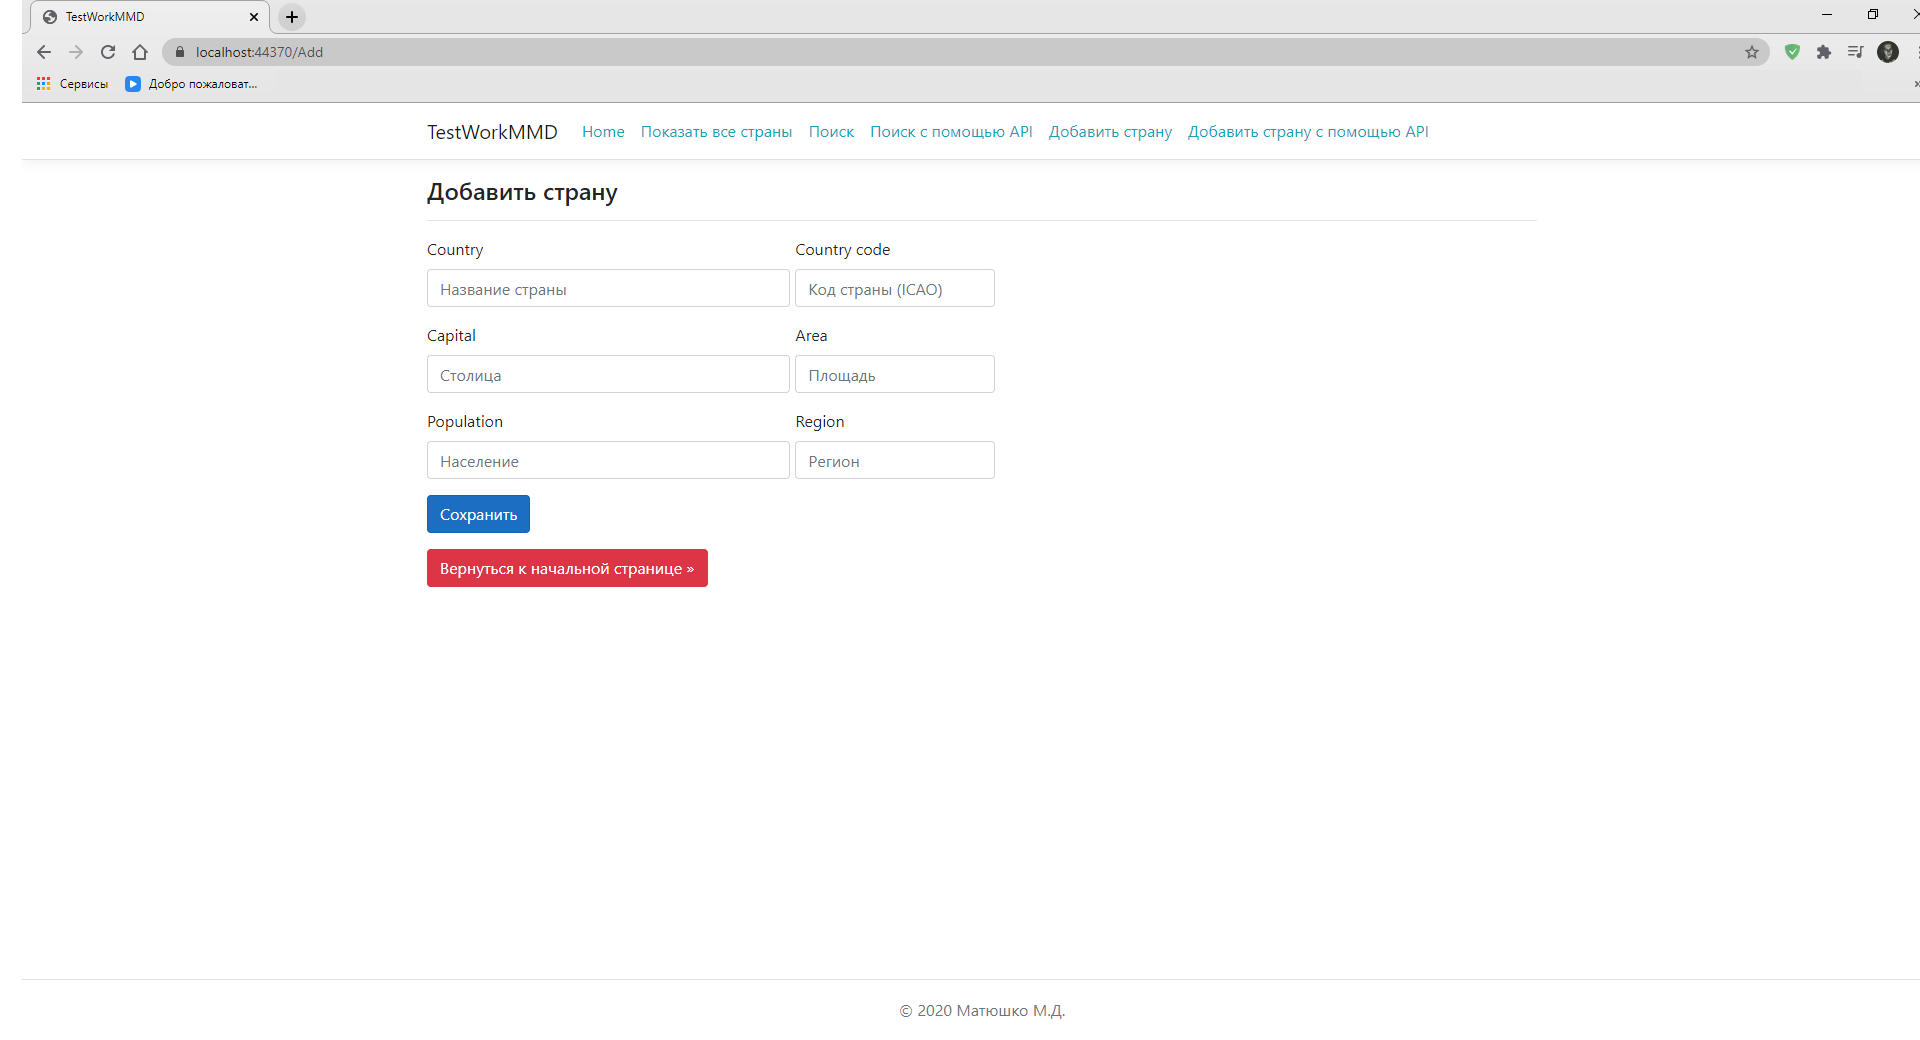 TestWorkMMD
localhost:44370/Add
Сервисы Добро пожаловат...
TestWorkMMD Home Показать все страны Поиск Поиск с помощью API Добавить страну Добавить страну с помощью API
Добавить страну
Country Country code
Название страны Код страны (ICAO)
Capital Area
Столица Площадь
Population Region
Население Регион
Сохранить
Вернуться к начальной странице »
© 2020 Матюшко М.Д.